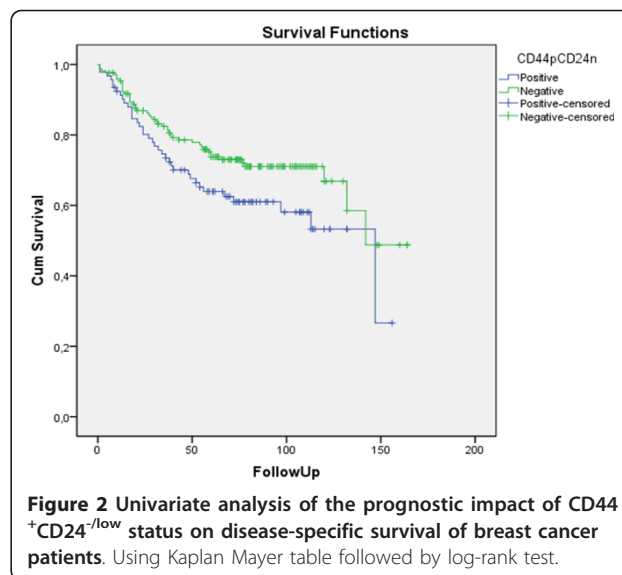 Survival Functions
CD44pCD24n
Positive
Negative
Positive-censored
Negative-censored
Cum Survival
1,0
0,8
0,6
0,4
0,2
0,0
0
50
100
150
200
FollowUp
Figure 2 Univariate analysis of the prognostic impact of CD44
+CD24-/low status on disease-specific survival of breast cancer
patients. Using Kaplan Mayer table followed by log-rank test.